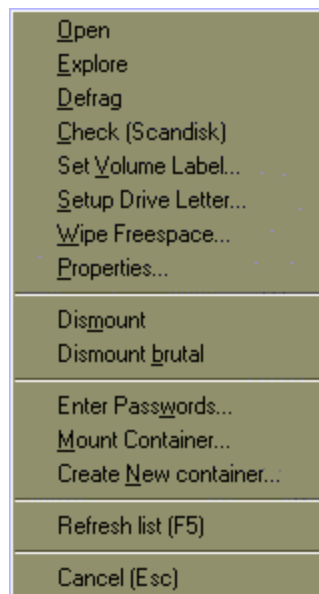 Open
Explore
Defrag
Check (Scandisk)
Set Volume Label...
Setup Drive Letter...
Wipe Freespace...
Properties...
Dismount
Dismount brutal
Enter Passwords...
Mount Container...
Create New container...
Refresh list (F5)
Cancel (Esc)